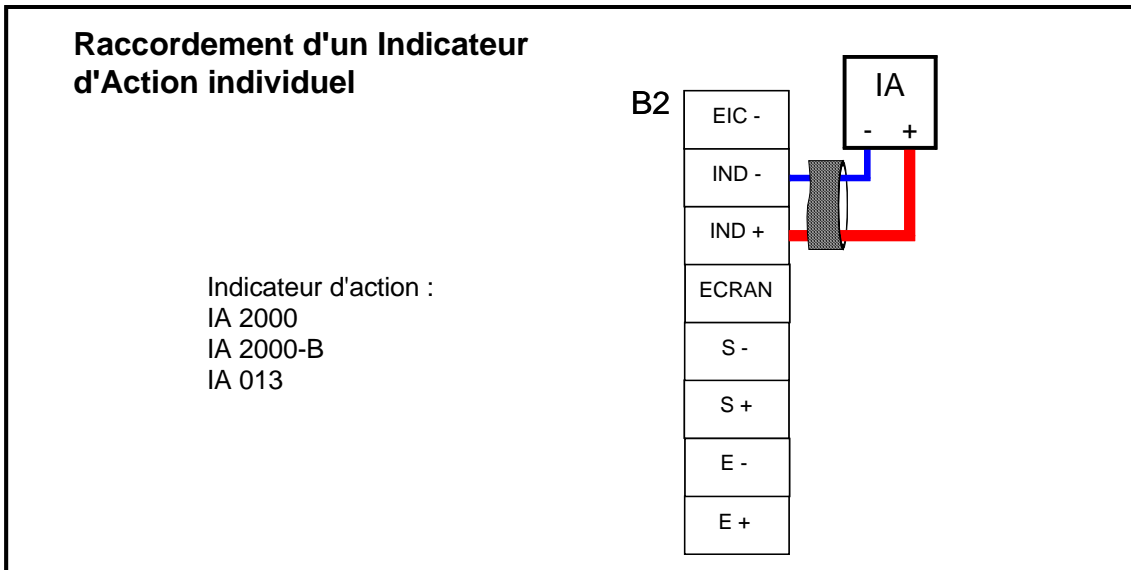 Raccordement d'un Indicateur
d'Action individuel
IA
- +
B2
EIC -
IND -
IND +
ECRAN
S -
S +
E -
E +
Indicateur d'action :
IA 2000
IA 2000-B
IA 013